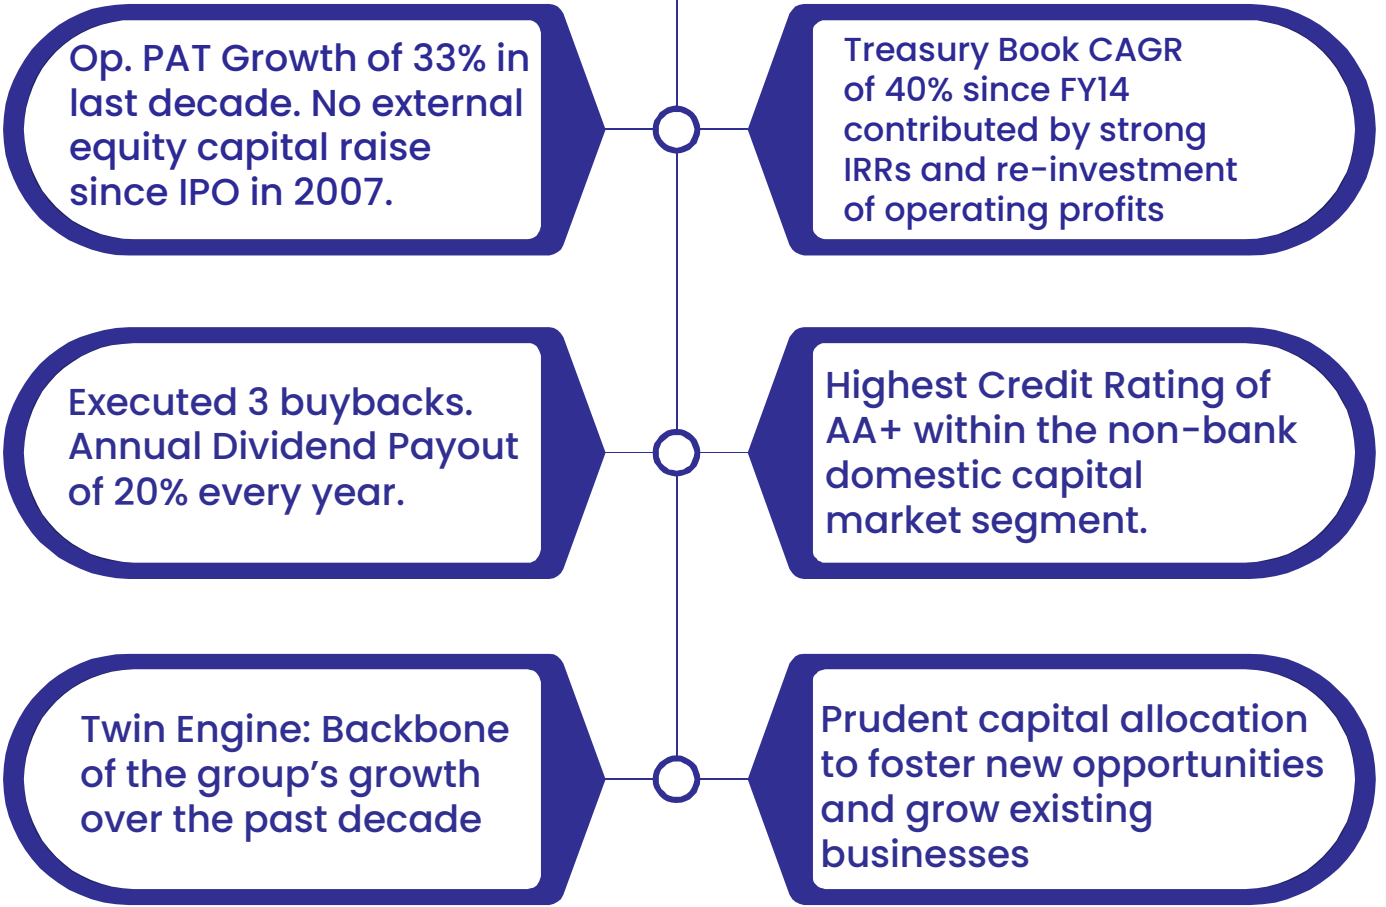 Op. PAT Growth of 33% in
last decade. No external
equity capital raise
since IPO in 2007.
Treasury Book CAGR
of 40% since FY14
contributed by strong
IRRs and re-investment
of operating profits
Executed 3 buybacks.
Annual Dividend Payout
of 20% every year.
Highest Credit Rating of
AA+ within the non-bank
domestic capital
market segment.
Twin Engine: Backbone
of the group’s growth
over the past decade
Prudent capital allocation
to foster new opportunities
and grow existing
businesses